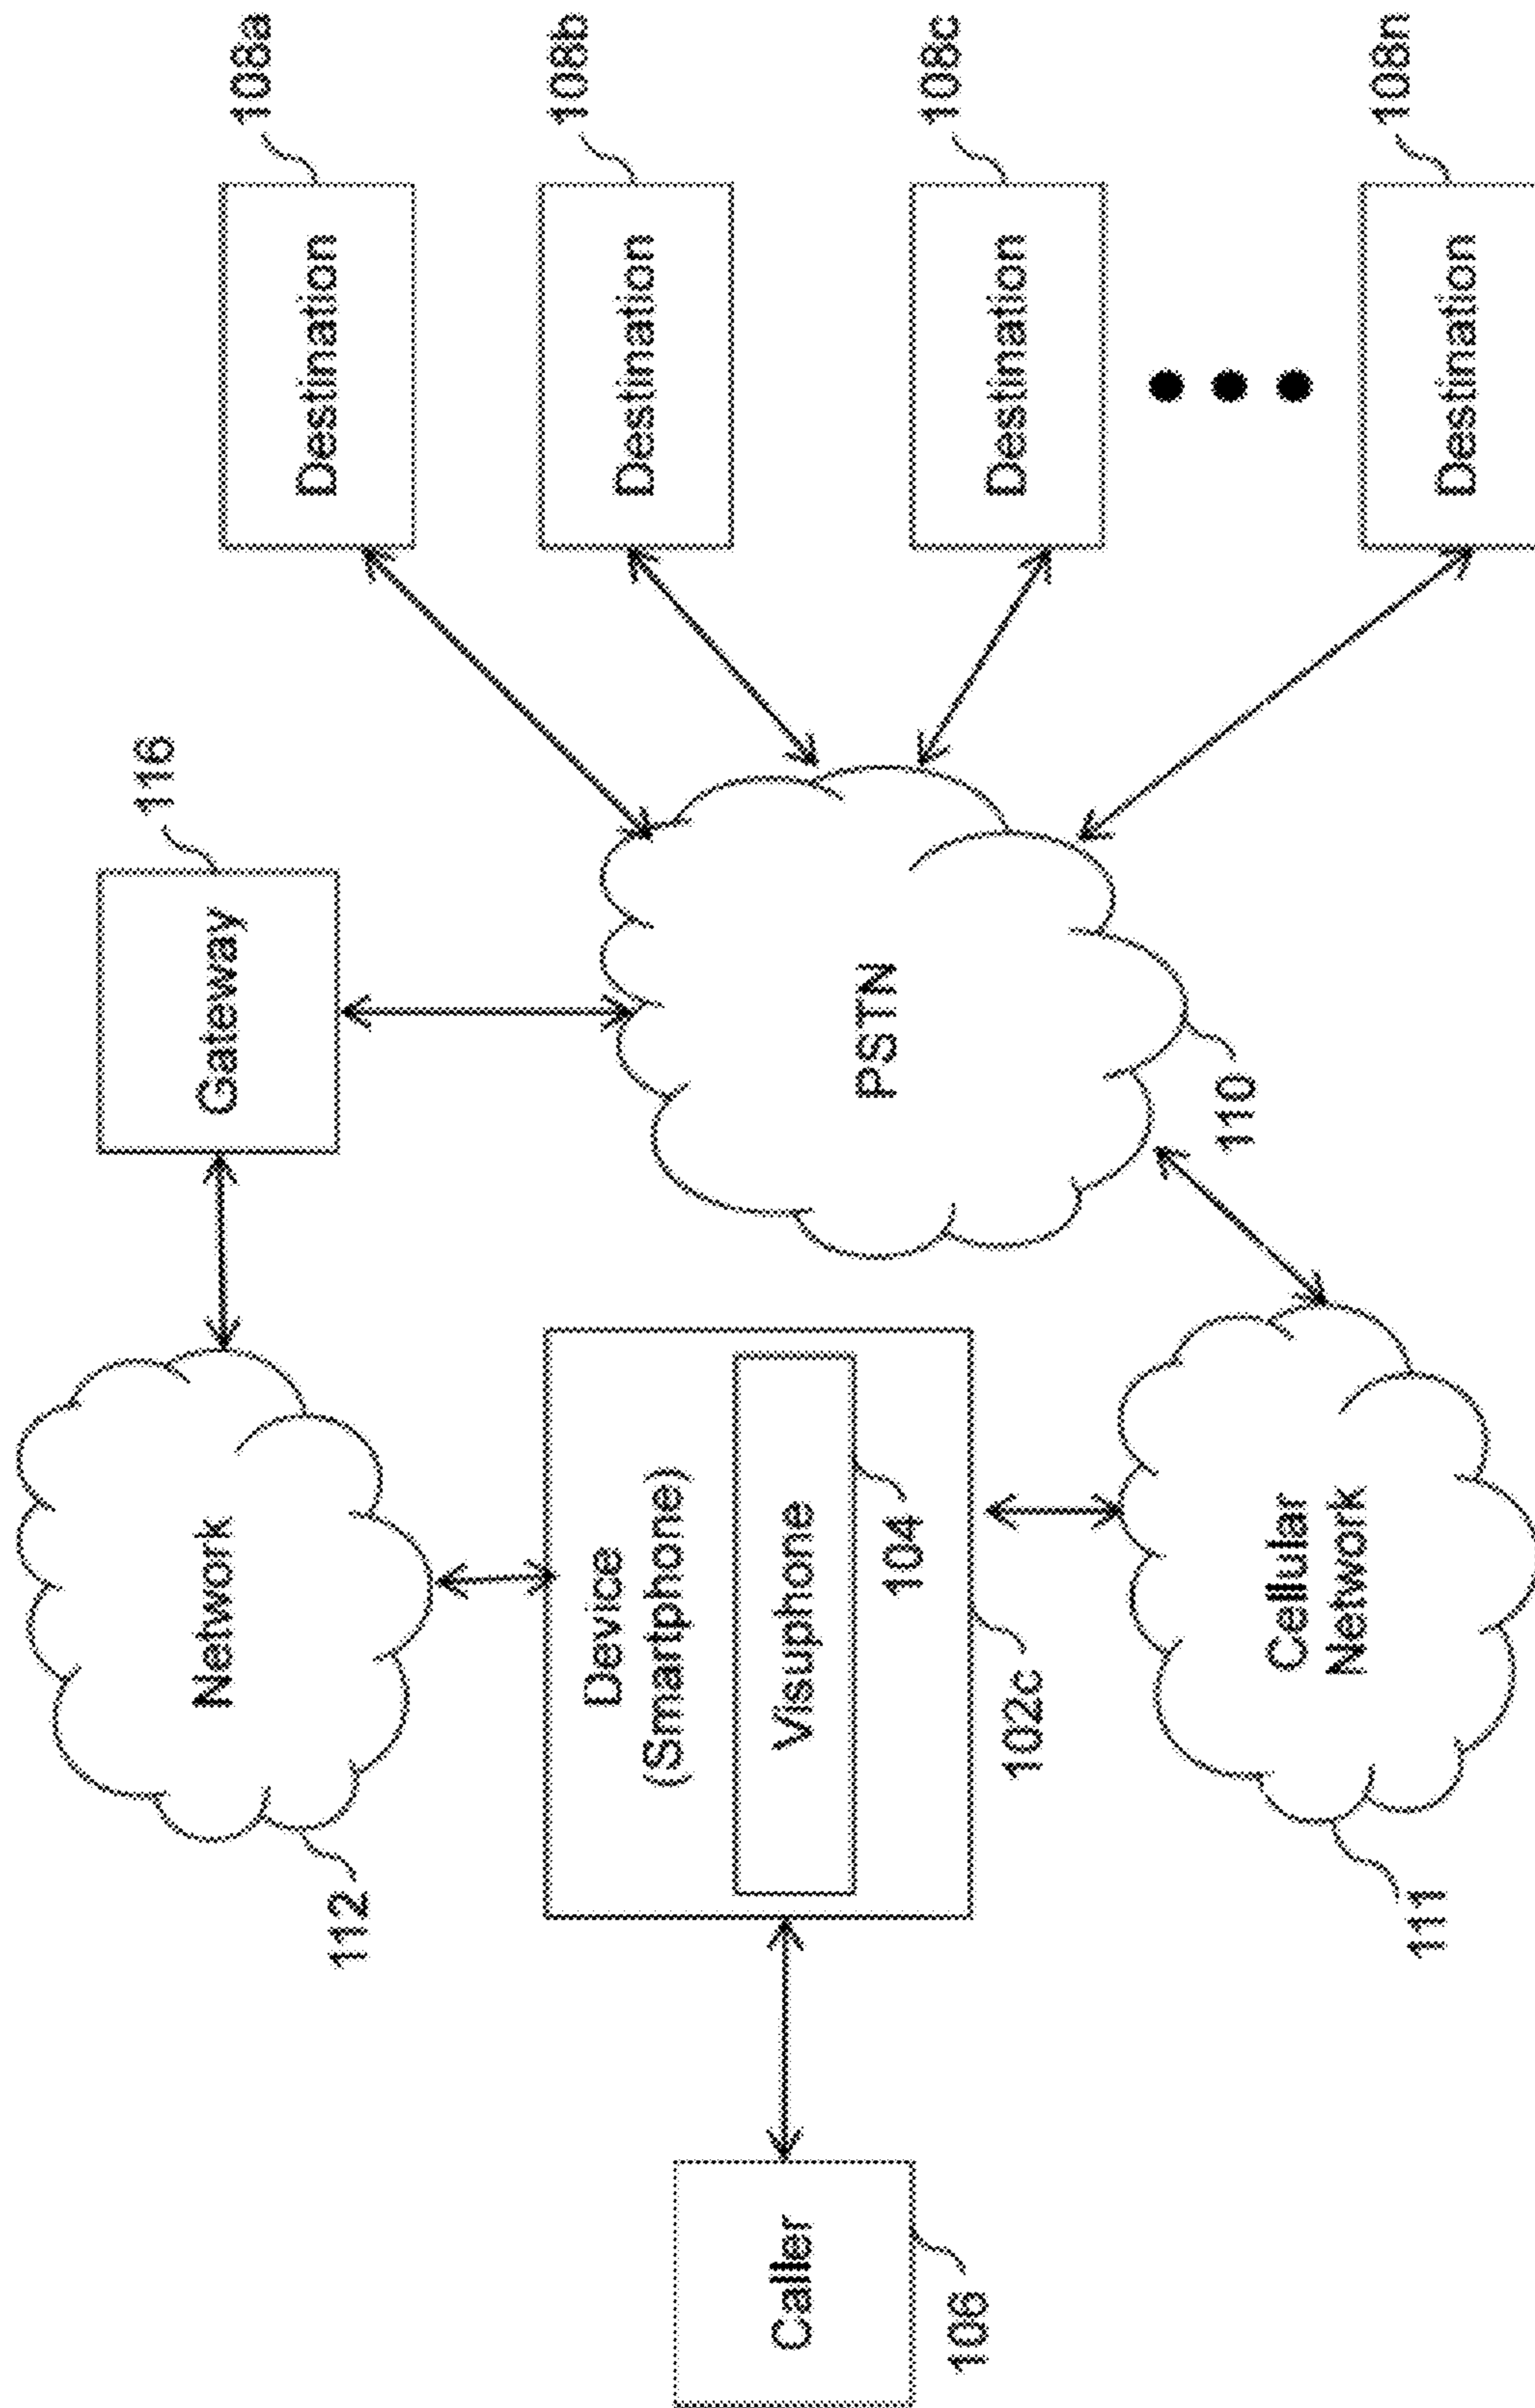 Network
112
Gateway
116
Destination
108a
Destination
108b
Destination
108c
Destination
108n
Caller
106
Device
(Smartphone)
Visuphone
104
102c
PSTN
110
Cellular
Network
111